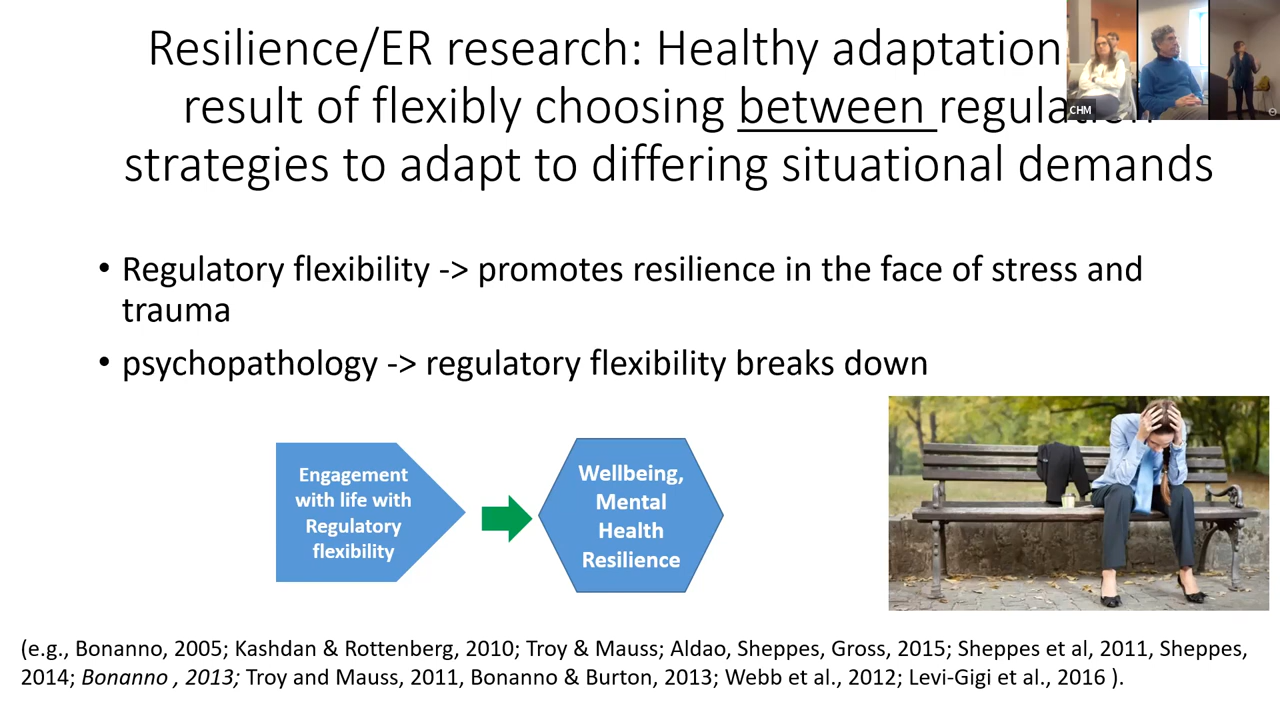 Resilience/ER research: Healthy adaptation
result of flexibly choosing between
strategies to adapt to differing situational demands
CHM
• Regulatory flexibility -> promotes resilience in the face of stress and
trauma
• psychopathology -> regulatory flexibility breaks down
Engagement
with life with
Regulatory
flexibility
Wellbeing,
Mental
Health
Resilience
(e.g., Bonanno, 2005; Kashdan & Rottenberg, 2010; Troy & Mauss; Aldao, Sheppes, Gross, 2015; Sheppes et al, 2011, Sheppes,
2014; Bonanno , 2013; Troy and Mauss, 2011, Bonanno & Burton, 2013; Webb et al., 2012; Levi-Gigi et al., 2016 ).